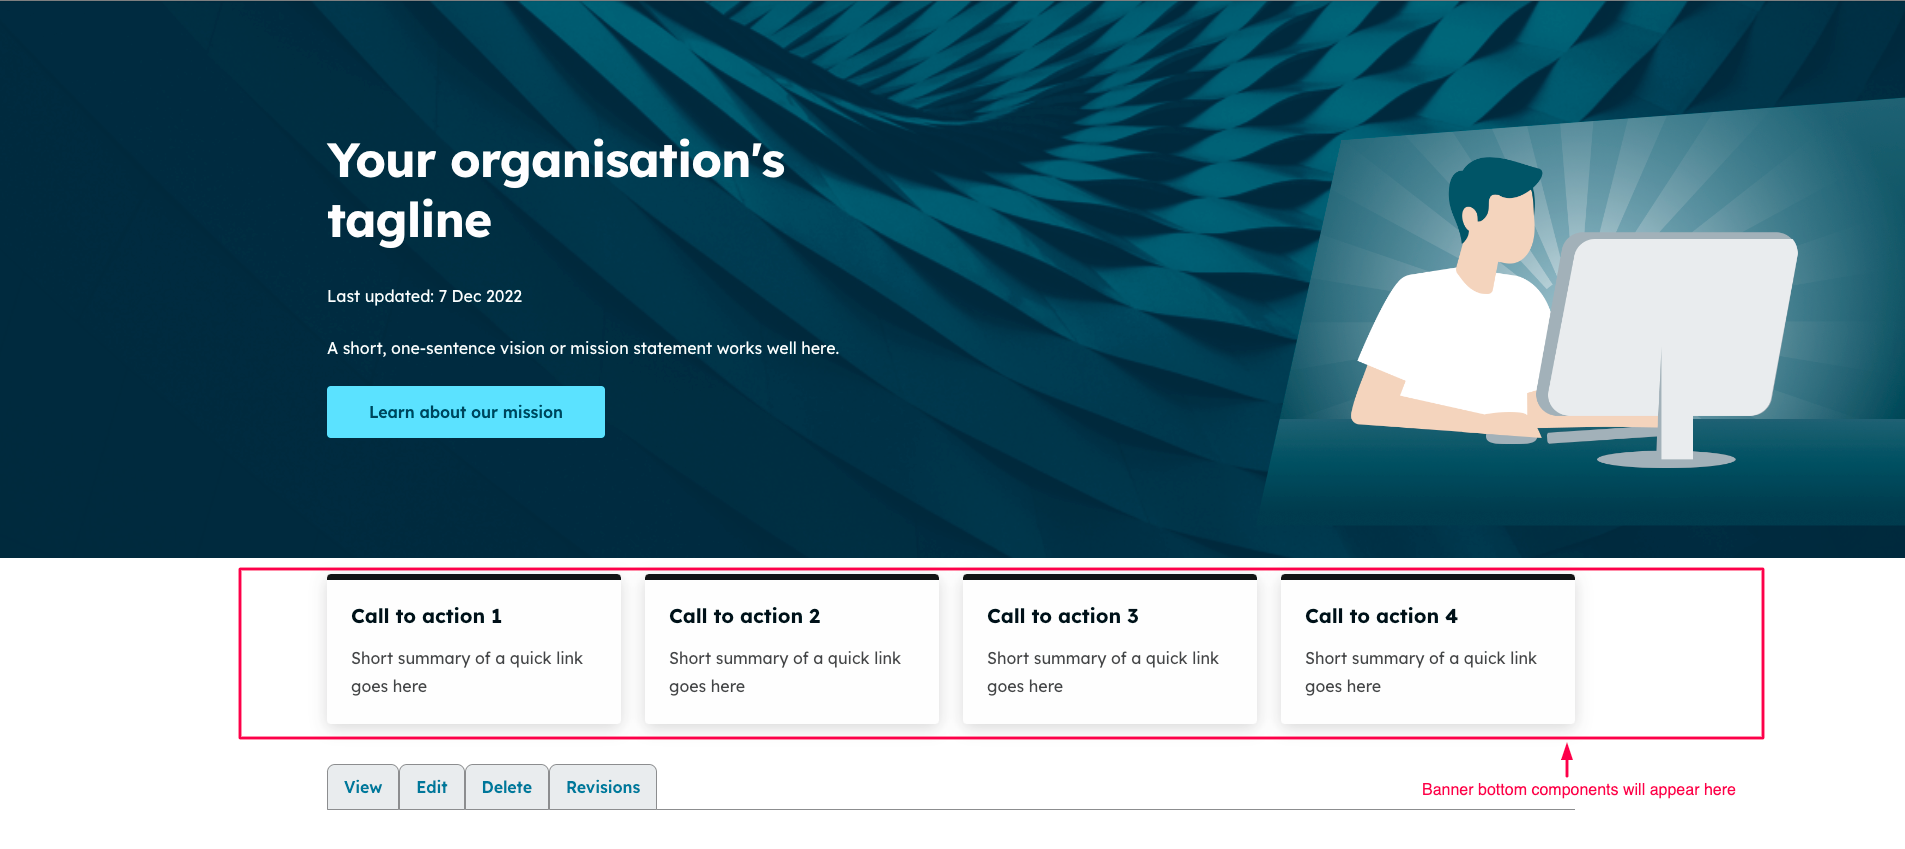 Your organisation's
tagline
Last updated: 7 Dec 2022
A short, one-sentence vision or mission statement works well here.
Learn about our mission
Call to action 1
Short summary of a quick link
goes here
Call to action 2
Short summary of a quick link
goes here
Call to action 3
Short summary of a quick link
goes here
Call to action 4
Short summary of a quick link
goes here
View
Edit
Delete
Revisions
Banner bottom components will appear here